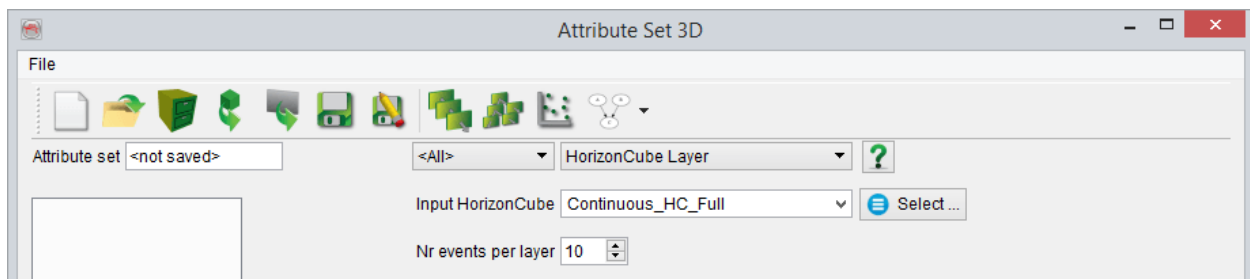 Attribute Set 3D
File
Attribute set <not saved> <All> HorizonCube Layer ?
Input HorizonCube Continuous_HC_Full Select ...
Nr events per layer 10